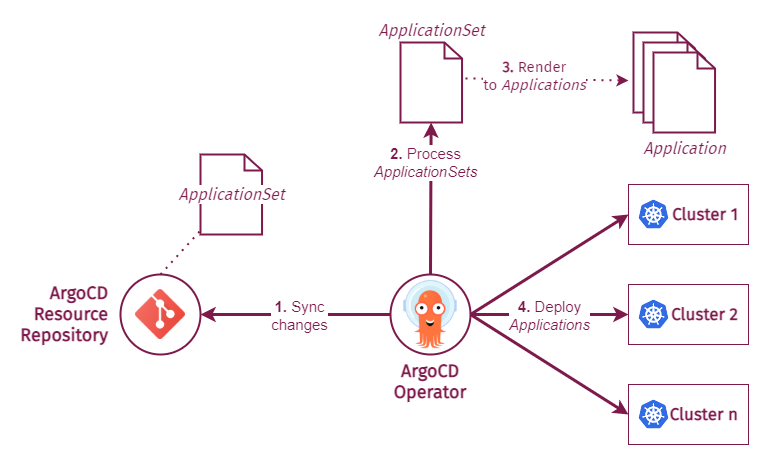 ApplicationSet
3. Render
to Applications
Application
2. Process
ApplicationSets
ApplicationSet
Cluster 1
ArgoCD
Resource
Repository
1. Sync
changes
4. Deploy
Applications
Cluster 2
ArgoCD
Operator
Cluster n